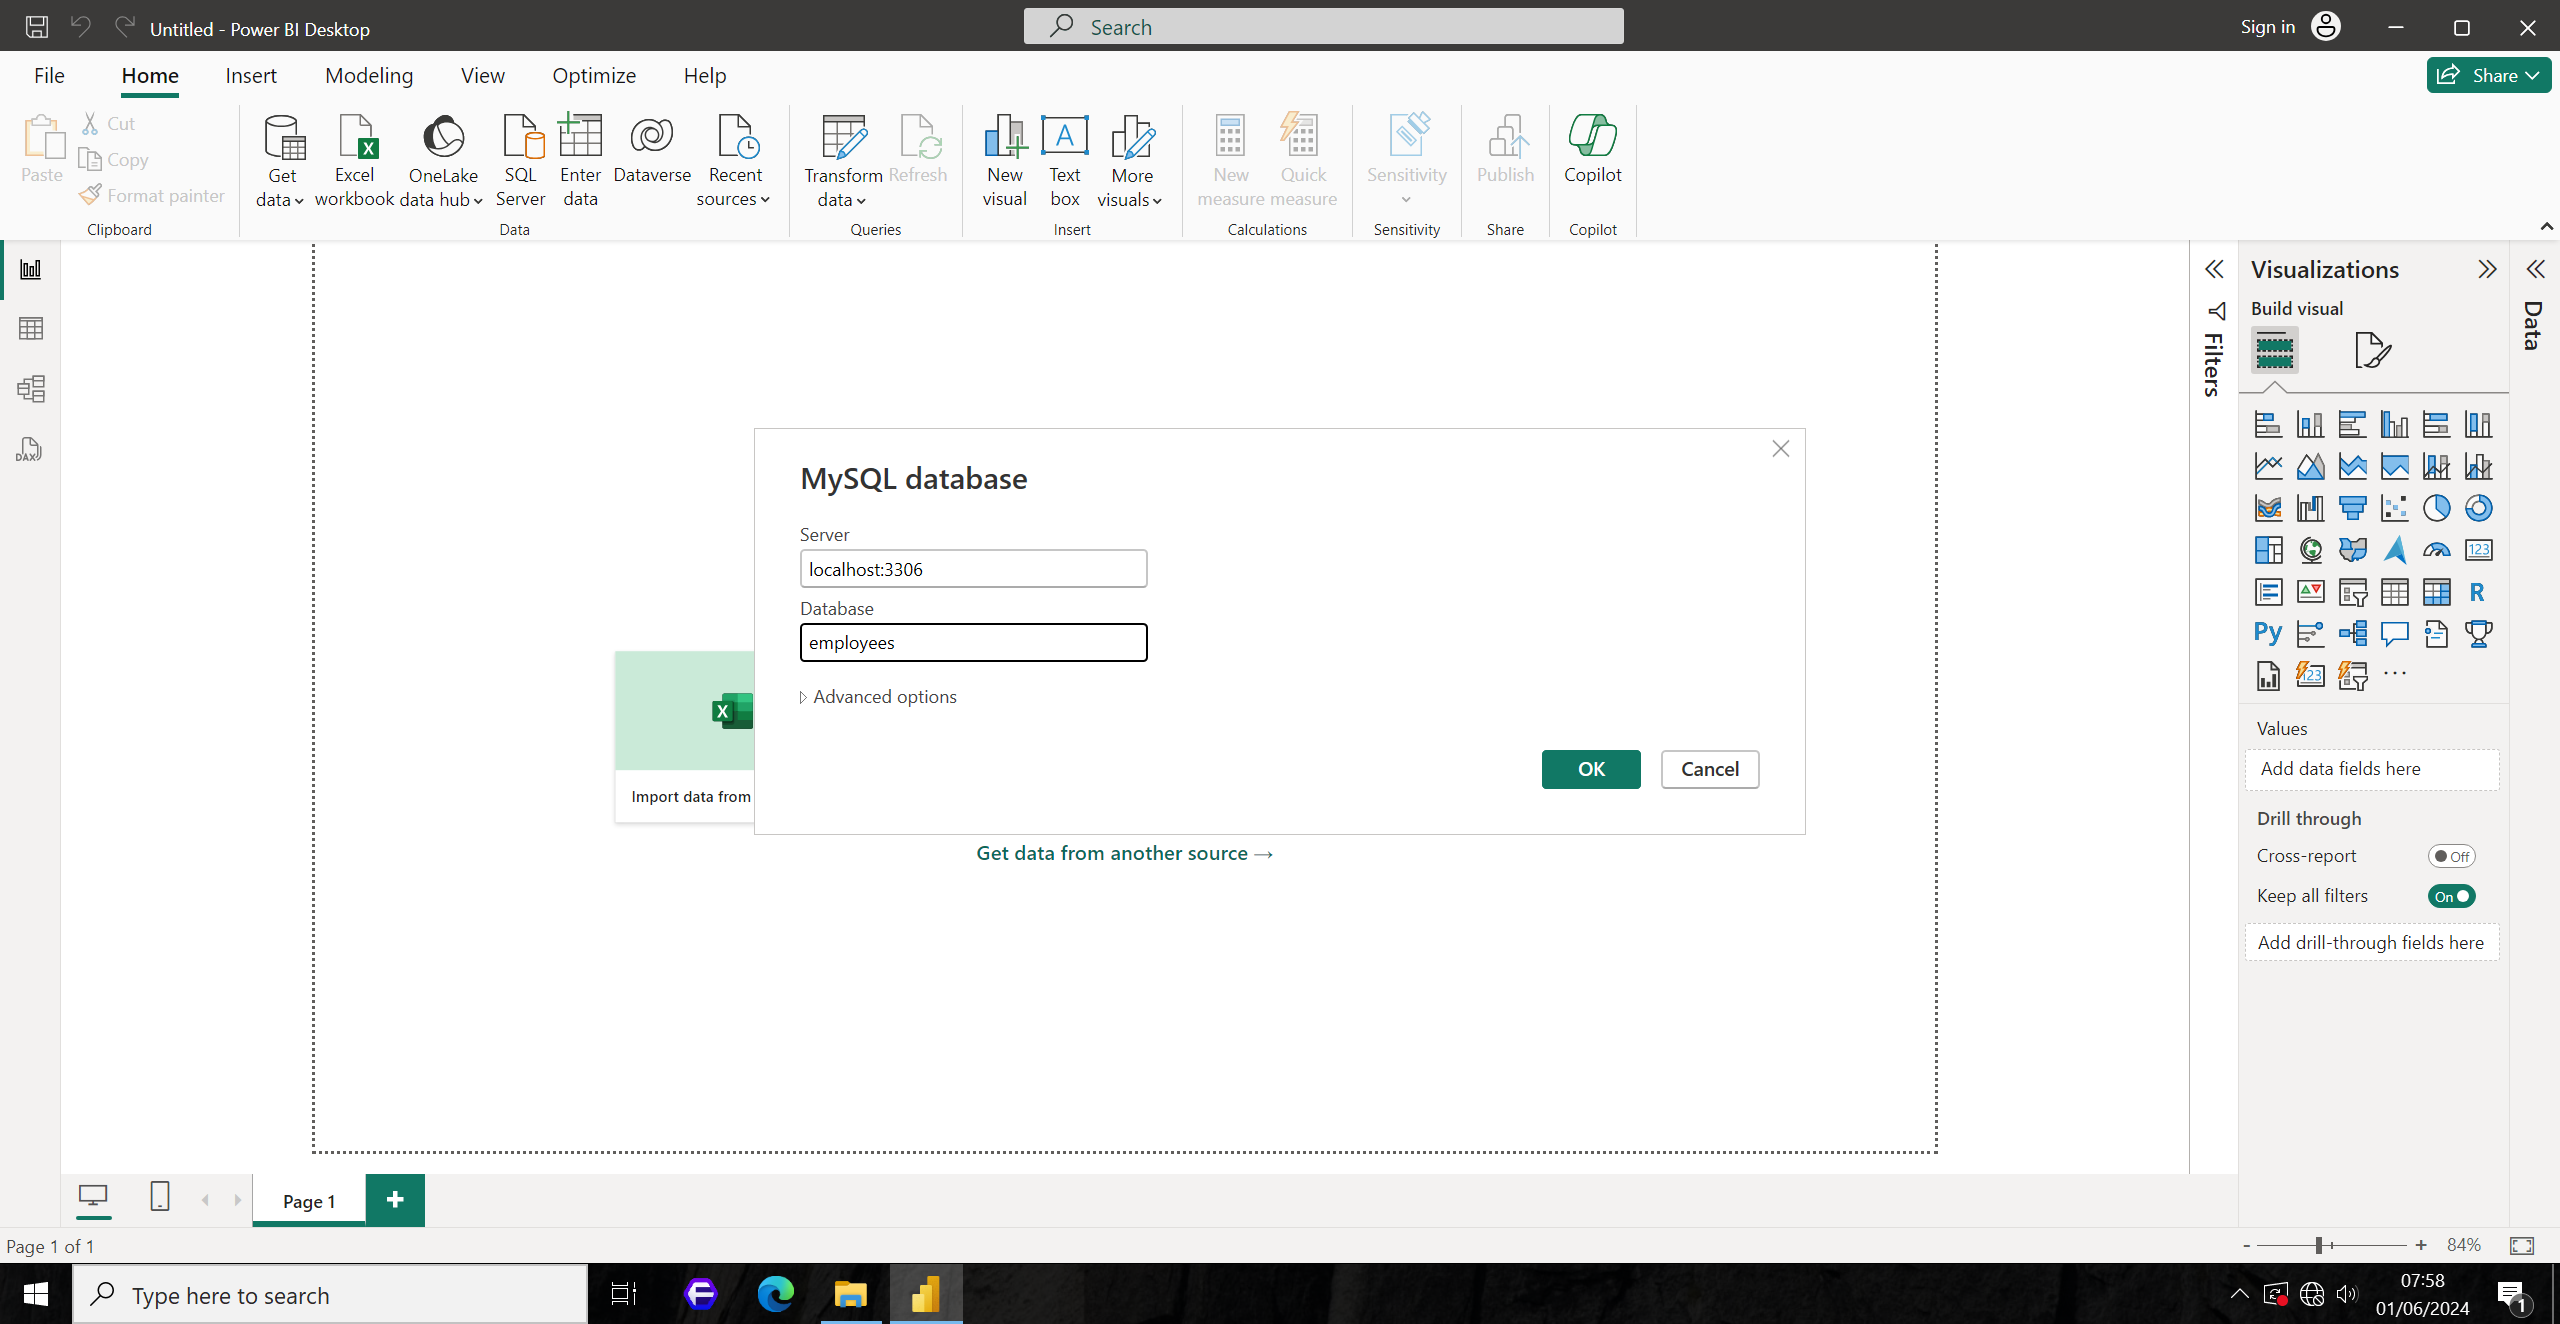 Untitled - Power BI Desktop
Search
Sign in
File
Home
Insert
Modeling
View
Optimize
Help
Share
Paste
Cut
Copy
Format painter
Clipboard
Get data
Excel workbook
OneLake data hub
SQL Server
Enter data
Dataverse
Recent sources
Data
Transform data
Refresh
Queries
New visual
Text box
More visuals
Insert
New measure
Quick measure
Calculations
Sensitivity
Sensitivity
Publish
Share
Copilot
Copilot
Filters
Visualizations
Build visual
Data
MySQL database
Server
localhost:3306
Database
employees
Advanced options
OK
Cancel
Import data from
Get data from another source →
123
R
Py
123
DAX
Values
Add data fields here
Drill through
Cross-report
Off
Keep all filters
On
Add drill-through fields here
Page 1
Page 1 of 1
84%
Type here to search
07:58
01/06/2024
1